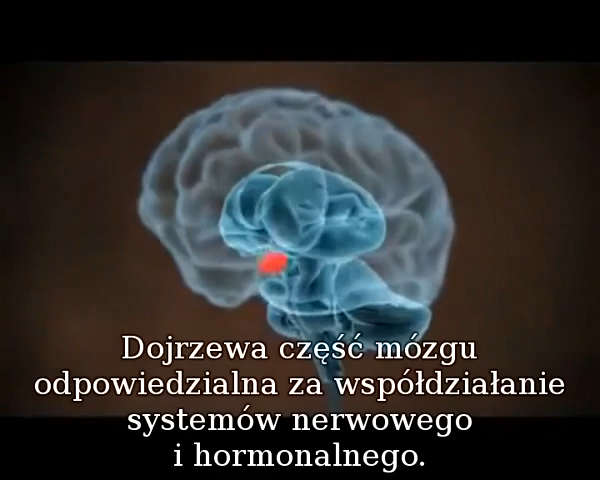 Dojrzewa część mózgu
odpowiedzialna za współdziałanie
systemów nerwowego
i hormonalnego.